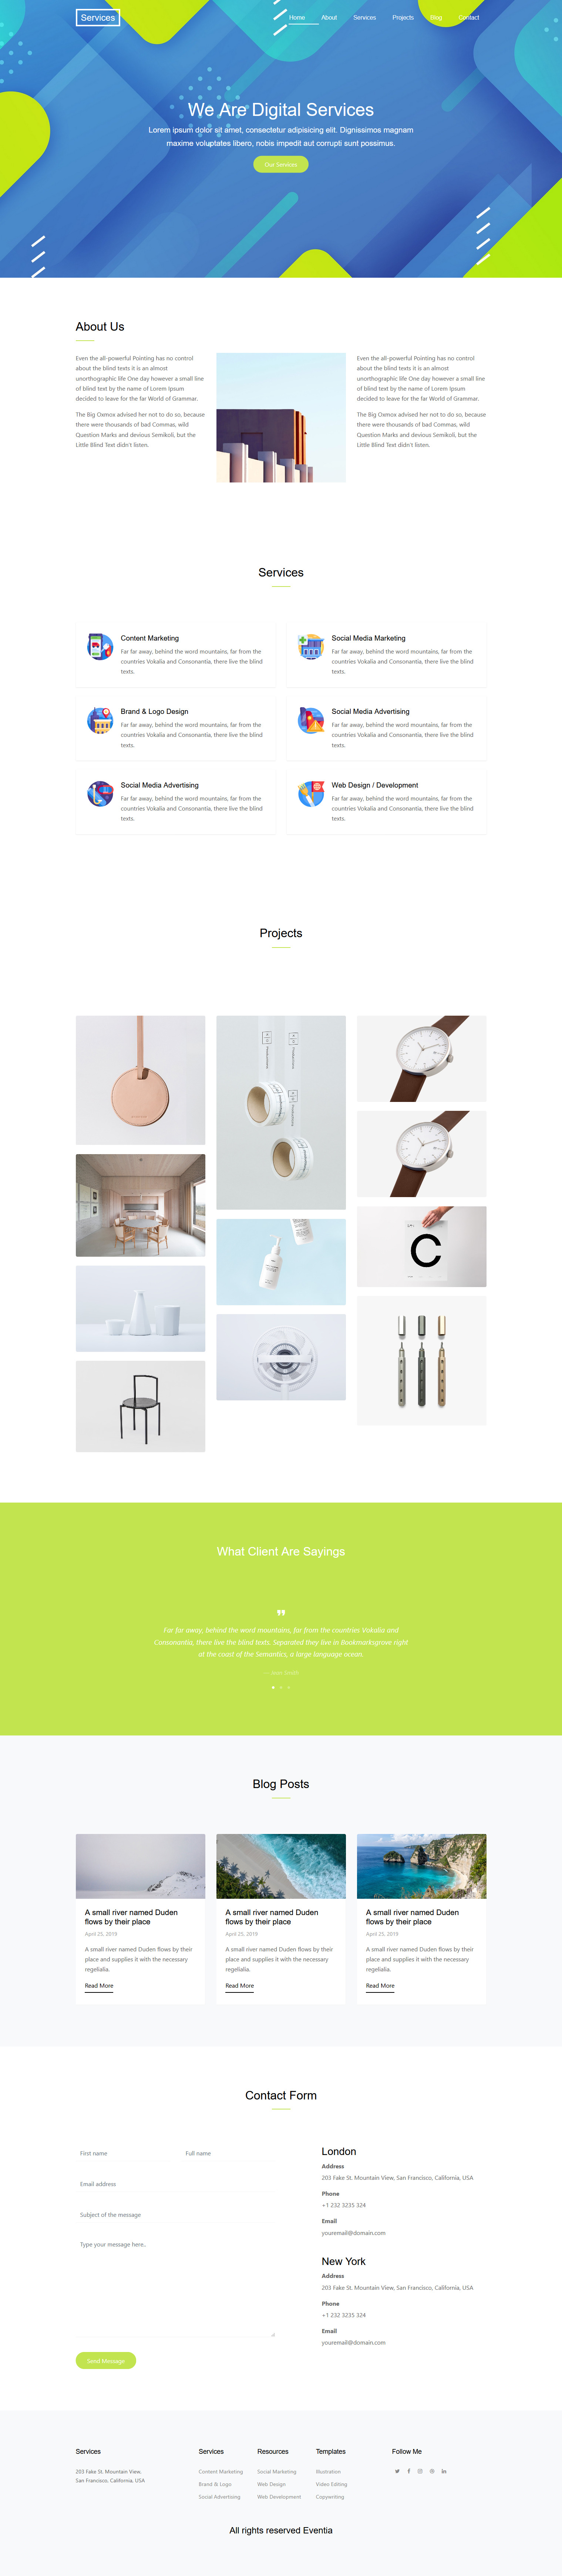 Services
Home About Services Projects Blog Contact
We Are Digital Services
Lorem ipsum dolor sit amet, consectetur adipisicing elit. Dignissimos magnam
maxime voluptates libero, nobis impedit aut corrupti sunt possimus.
Our Services
About Us
Even the all-powerful Pointing has no control
about the blind texts it is an almost
unorthographic life One day however a small line
of blind text by the name of Lorem Ipsum
decided to leave for the far World of Grammar.
The Big Oxmox advised her not to do so, because
there were thousands of bad Commas, wild
Question Marks and devious Semikoli, but the
Little Blind Text didn't listen.
Even the all-powerful Pointing has no control
about the blind texts it is an almost
unorthographic life One day however a small line
of blind text by the name of Lorem Ipsum
decided to leave for the far World of Grammar.
The Big Oxmox advised her not to do so, because
there were thousands of bad Commas, wild
Question Marks and devious Semikoli, but the
Little Blind Text didn't listen.
Services
Content Marketing
Far far away, behind the word mountains, far from the
countries Vokalia and Consonantia, there live the blind
texts.
Social Media Marketing
Far far away, behind the word mountains, far from the
countries Vokalia and Consonantia, there live the blind
texts.
Brand & Logo Design
Far far away, behind the word mountains, far from the
countries Vokalia and Consonantia, there live the blind
texts.
Social Media Advertising
Far far away, behind the word mountains, far from the
countries Vokalia and Consonantia, there live the blind
texts.
Social Media Advertising
Far far away, behind the word mountains, far from the
countries Vokalia and Consonantia, there live the blind
texts.
Web Design / Development
Far far away, behind the word mountains, far from the
countries Vokalia and Consonantia, there live the blind
texts.
Projects
C
What Client Are Sayings
"
Far far away, behind the word mountains, far from the countries Vokalia and
Consonantia, there live the blind texts. Separated they live in Bookmarksgrove right
at the coast of the Semantics, a large language ocean.
— Jean Smith
Blog Posts
A small river named Duden
flows by their place
April 25, 2019
A small river named Duden flows by their
place and supplies it with the necessary
regelialia.
Read More
A small river named Duden
flows by their place
April 25, 2019
A small river named Duden flows by their
place and supplies it with the necessary
regelialia.
Read More
A small river named Duden
flows by their place
April 25, 2019
A small river named Duden flows by their
place and supplies it with the necessary
regelialia.
Read More
Contact Form
First name Full name
Email address
Subject of the message
Type your message here..
Send Message
London
Address
203 Fake St. Mountain View, San Francisco, California, USA
Phone
+1 232 3235 324
Email
youremail@domain.com
New York
Address
203 Fake St. Mountain View, San Francisco, California, USA
Phone
+1 232 3235 324
Email
youremail@domain.com
Services
203 Fake St. Mountain View,
San Francisco, California, USA
Services
Content Marketing
Brand & Logo
Social Advertising
Resources
Social Marketing
Web Design
Web Development
Templates
Illustration
Video Editing
Copywriting
Follow Me
All rights reserved Eventia